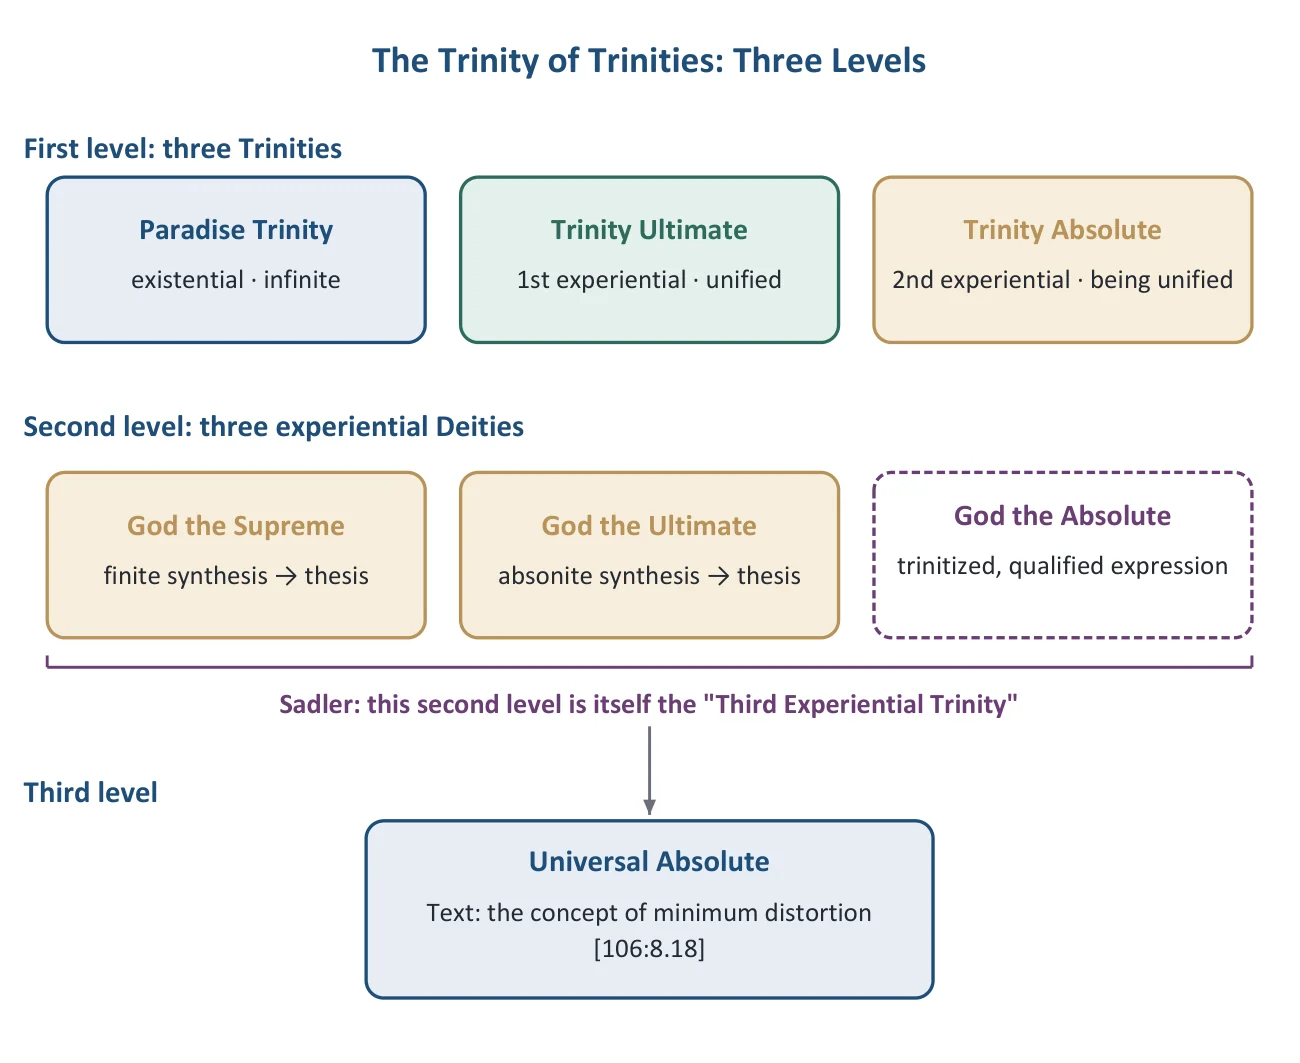 The Trinity of Trinities: Three Levels
First level: three Trinities
Paradise Trinity
existential · infinite
Trinity Ultimate
1st experiential · unified
Trinity Absolute
2nd experiential · being unified
Second level: three experiential Deities
God the Supreme
finite synthesis → thesis
God the Ultimate
absonite synthesis → thesis
God the Absolute
trinitized, qualified expression
Sadler: this second level is itself the "Third Experiential Trinity"
Third level
Universal Absolute
Text: the concept of minimum distortion
[106:8.18]